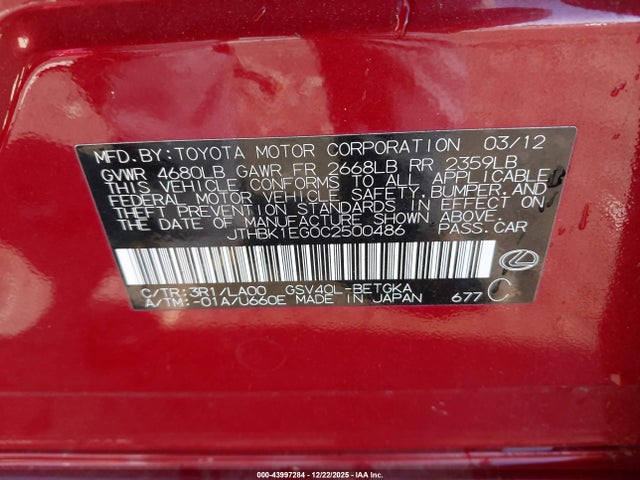 MFD.BY:TOYOTA MOTOR CORPORATION 03/12
GVWR 4680LB GAWR FR 2668LB RR 2359LB
THIS VEHICLE CONFORMS TO ALL APPLICABLE
FEDERAL MOTOR VEHICLE SAFETY, BUMPER, AND
THEFT PREVENTION STANDARDS IN EFFECT ON
THE DATE OF MANUFACTURE SHOWN ABOVE.
JTHBK1EG0C2500486 PASS.CAR
C/TR:3R1/LA00 GSV40L-BETGKA
A/TM:-01A/U660E MADE IN JAPAN 677 C
000-43997284 - 12/22/2025 - IAA Inc.